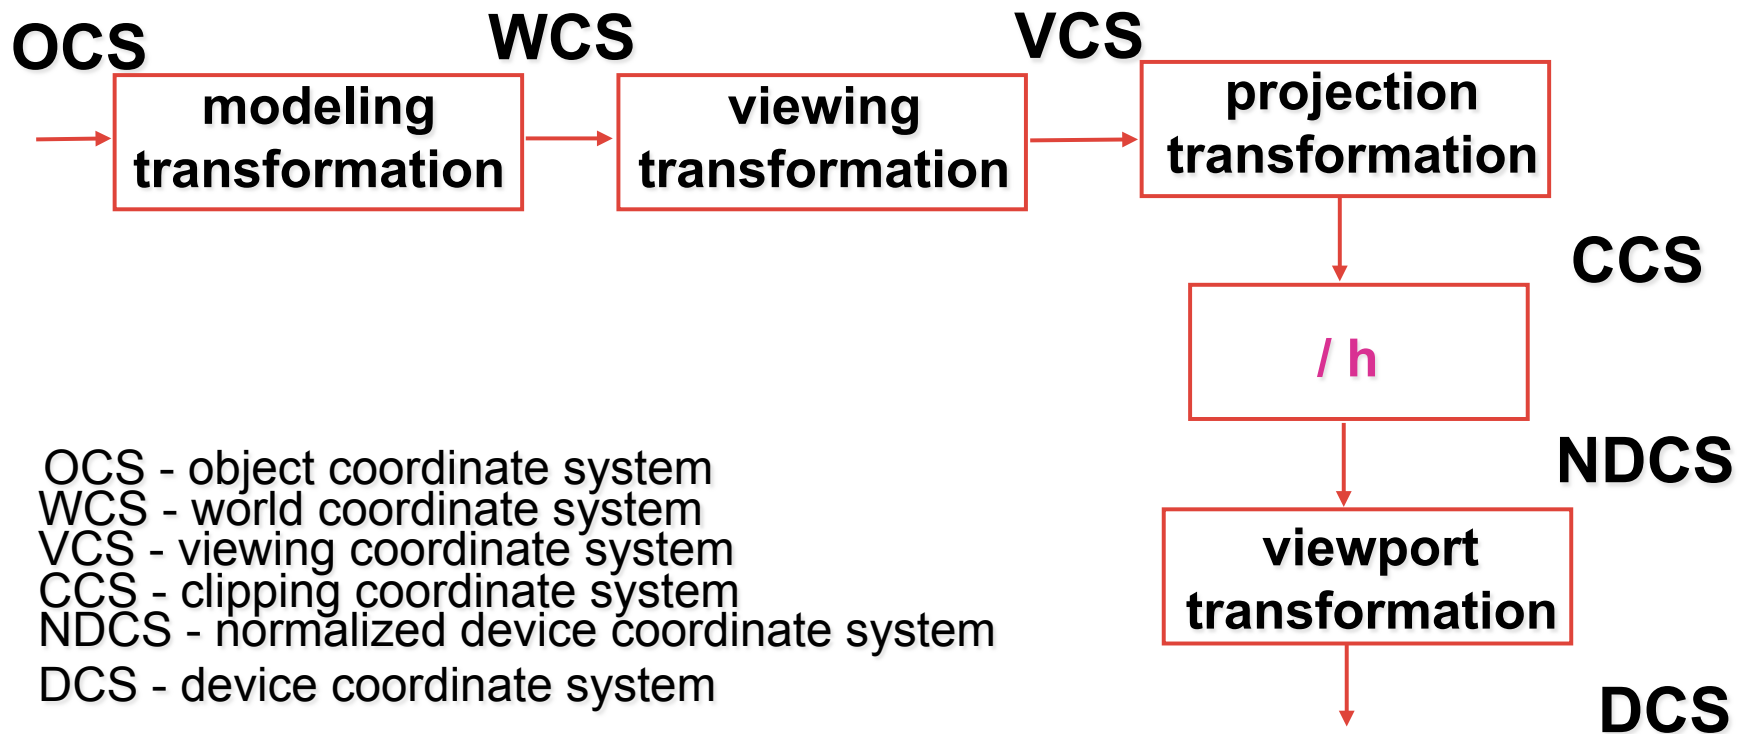 OCS
WCS
VCS
modeling
transformation
viewing
transformation
projection
transformation
CCS
/ h
NDCS
viewport
transformation
DCS
OCS - object coordinate system
WCS - world coordinate system
VCS - viewing coordinate system
CCS - clipping coordinate system
NDCS - normalized device coordinate system
DCS - device coordinate system